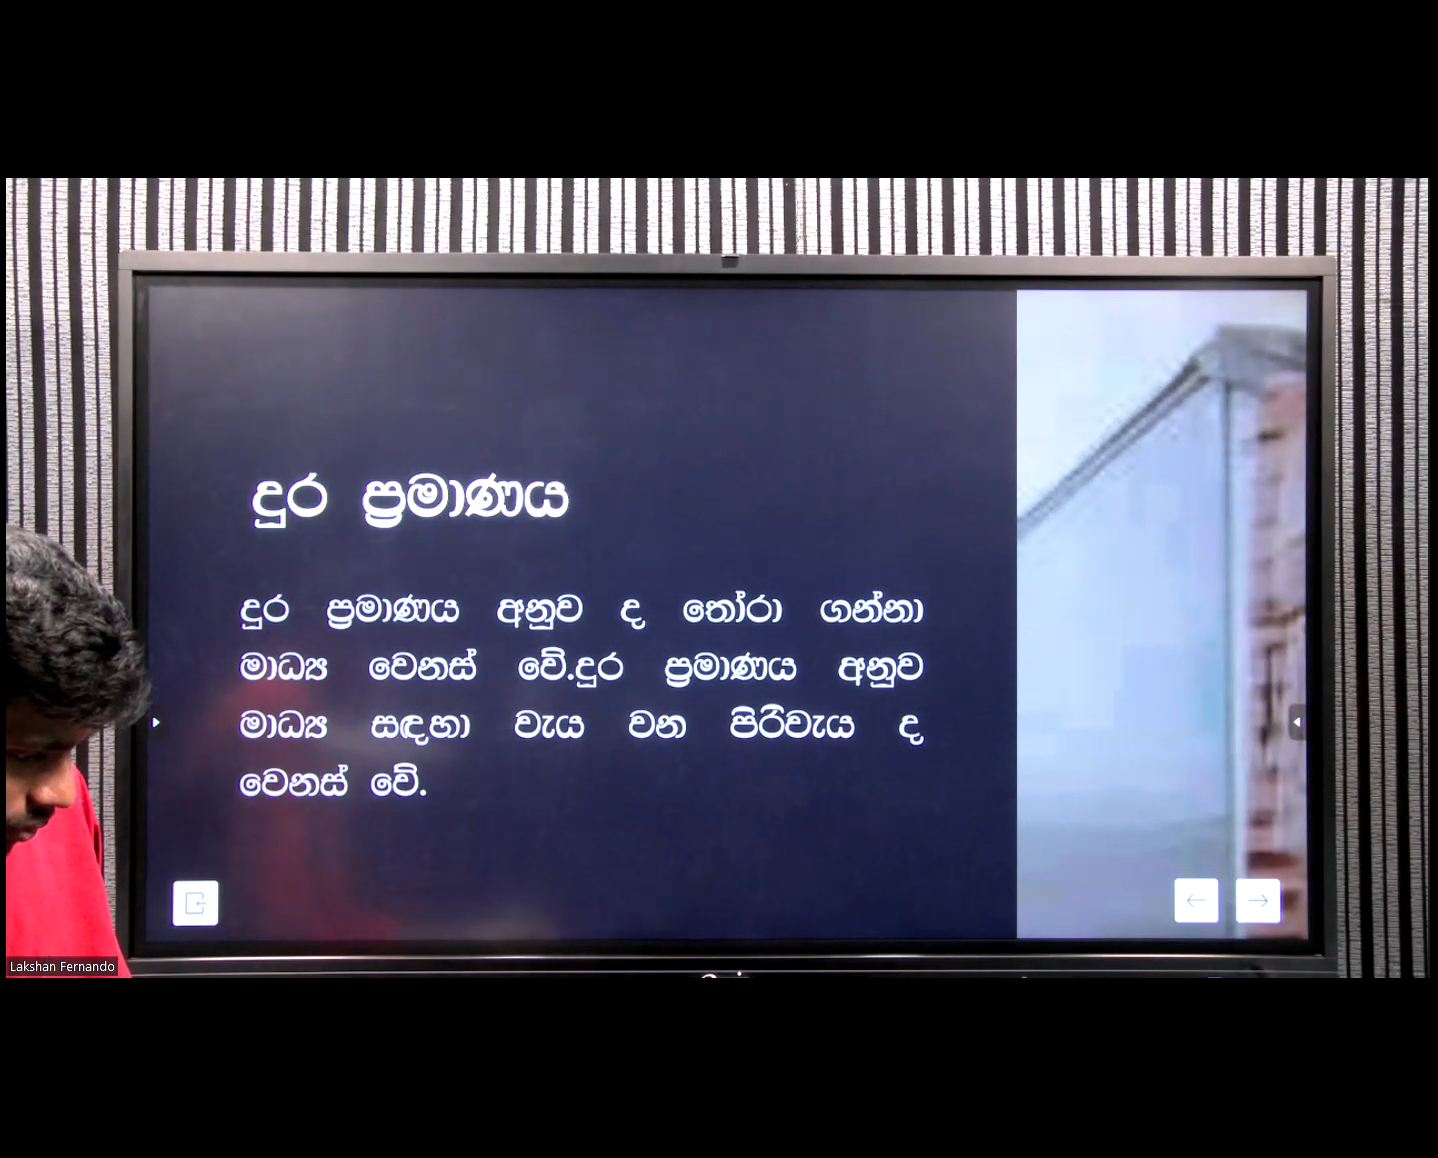 දුර ප්‍රමාණය
දුර ප්‍රමාණය අනුව ද තෝරා ගන්නා
මාධ්‍ය වෙනස් වේ.දුර ප්‍රමාණය අනුව
මාධ්‍ය සඳහා වැය වන පිරිවැය ද
වෙනස් වේ.
Lakshan Fernando